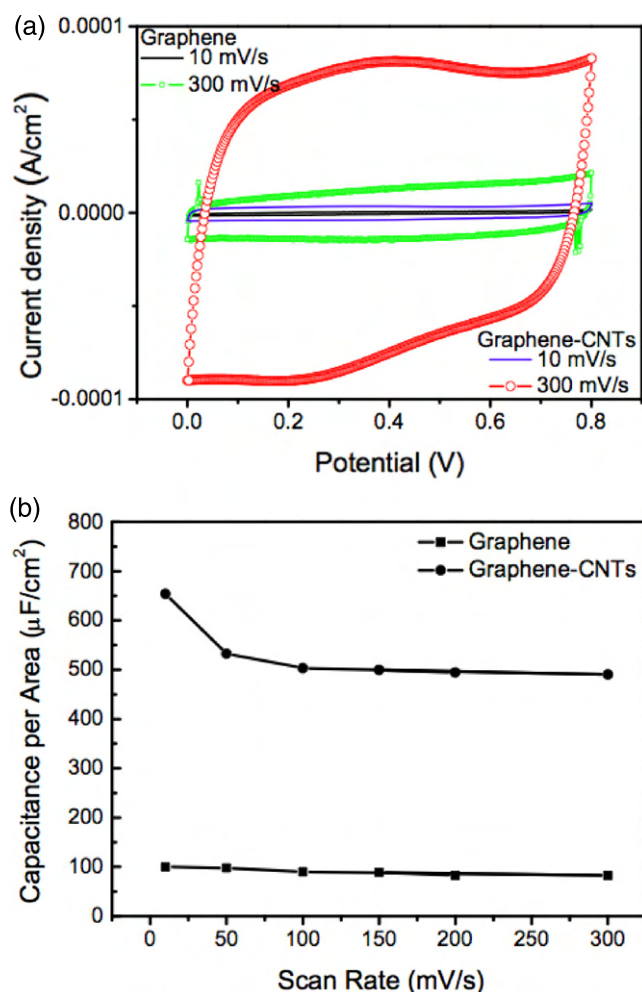 (a)
0.0001
0.0000
-0.0001
Current density (A/cm²)
Graphene
10 mV/s
300 mV/s
Graphene-CNTs
10 mV/s
300 mV/s
0.0 0.2 0.4 0.6 0.8
Potential (V)
(b)
800
700
600
500
400
300
200
100
0
Capacitance per Area (μF/cm²)
Graphene
Graphene-CNTs
0 50 100 150 200 250 300
Scan Rate (mV/s)